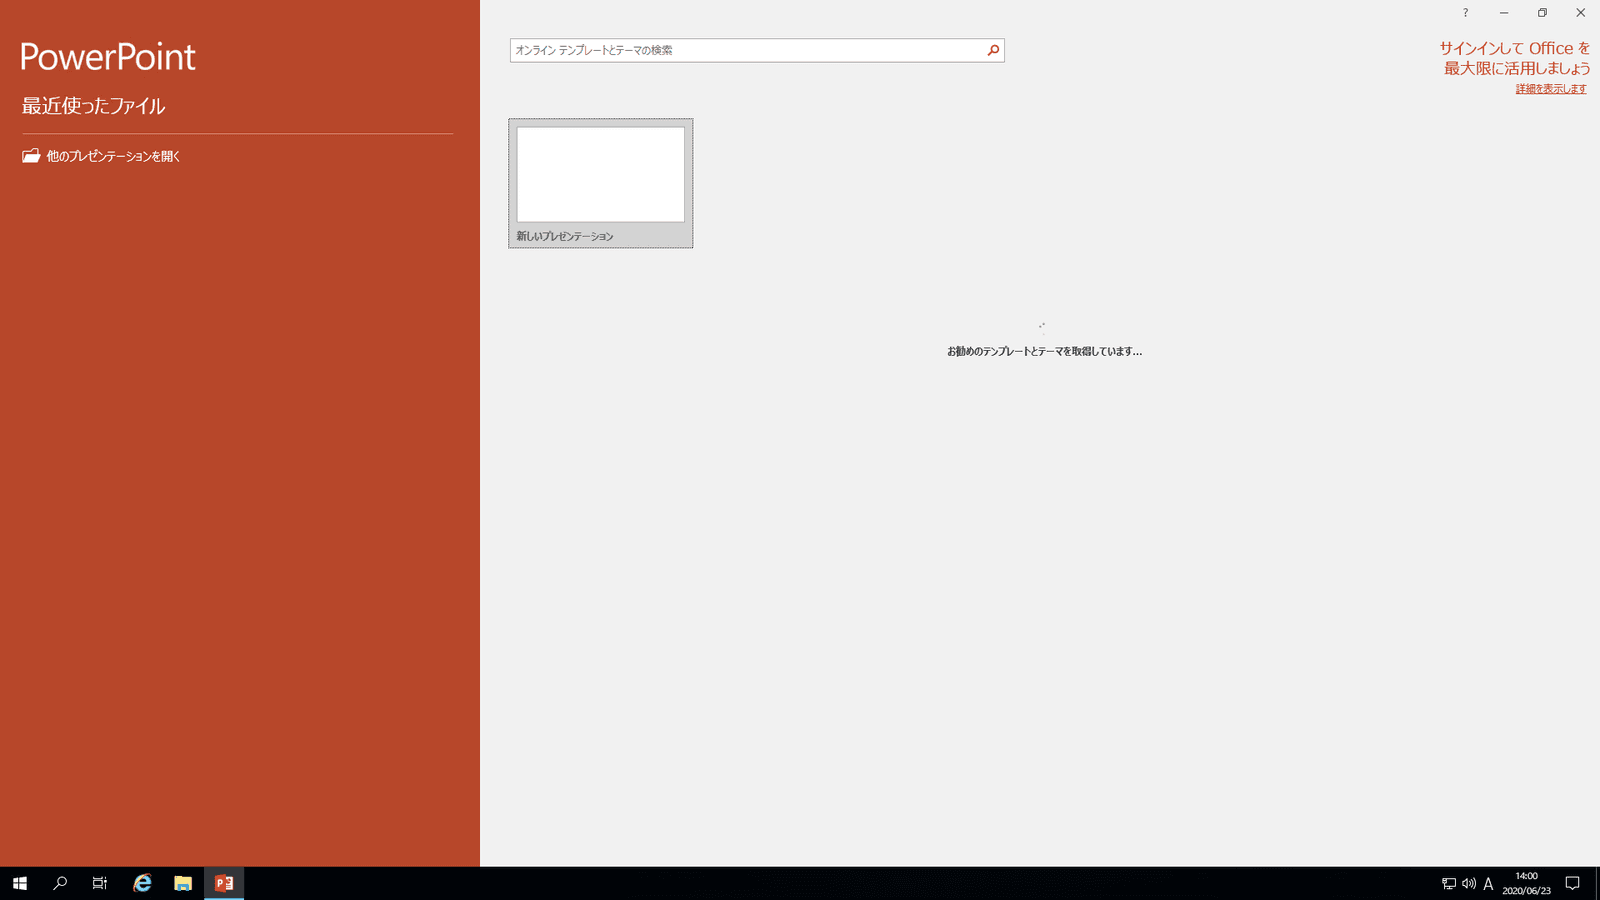 PowerPoint
最近使ったファイル
他のプレゼンテーションを開く
オンライン テンプレートとテーマの検索
?
サインインして Office を
最大限に活用しましょう
詳細を表示します
新しいプレゼンテーション
お勧めのテンプレートとテーマを取得しています...
A
14:00
2020/06/23